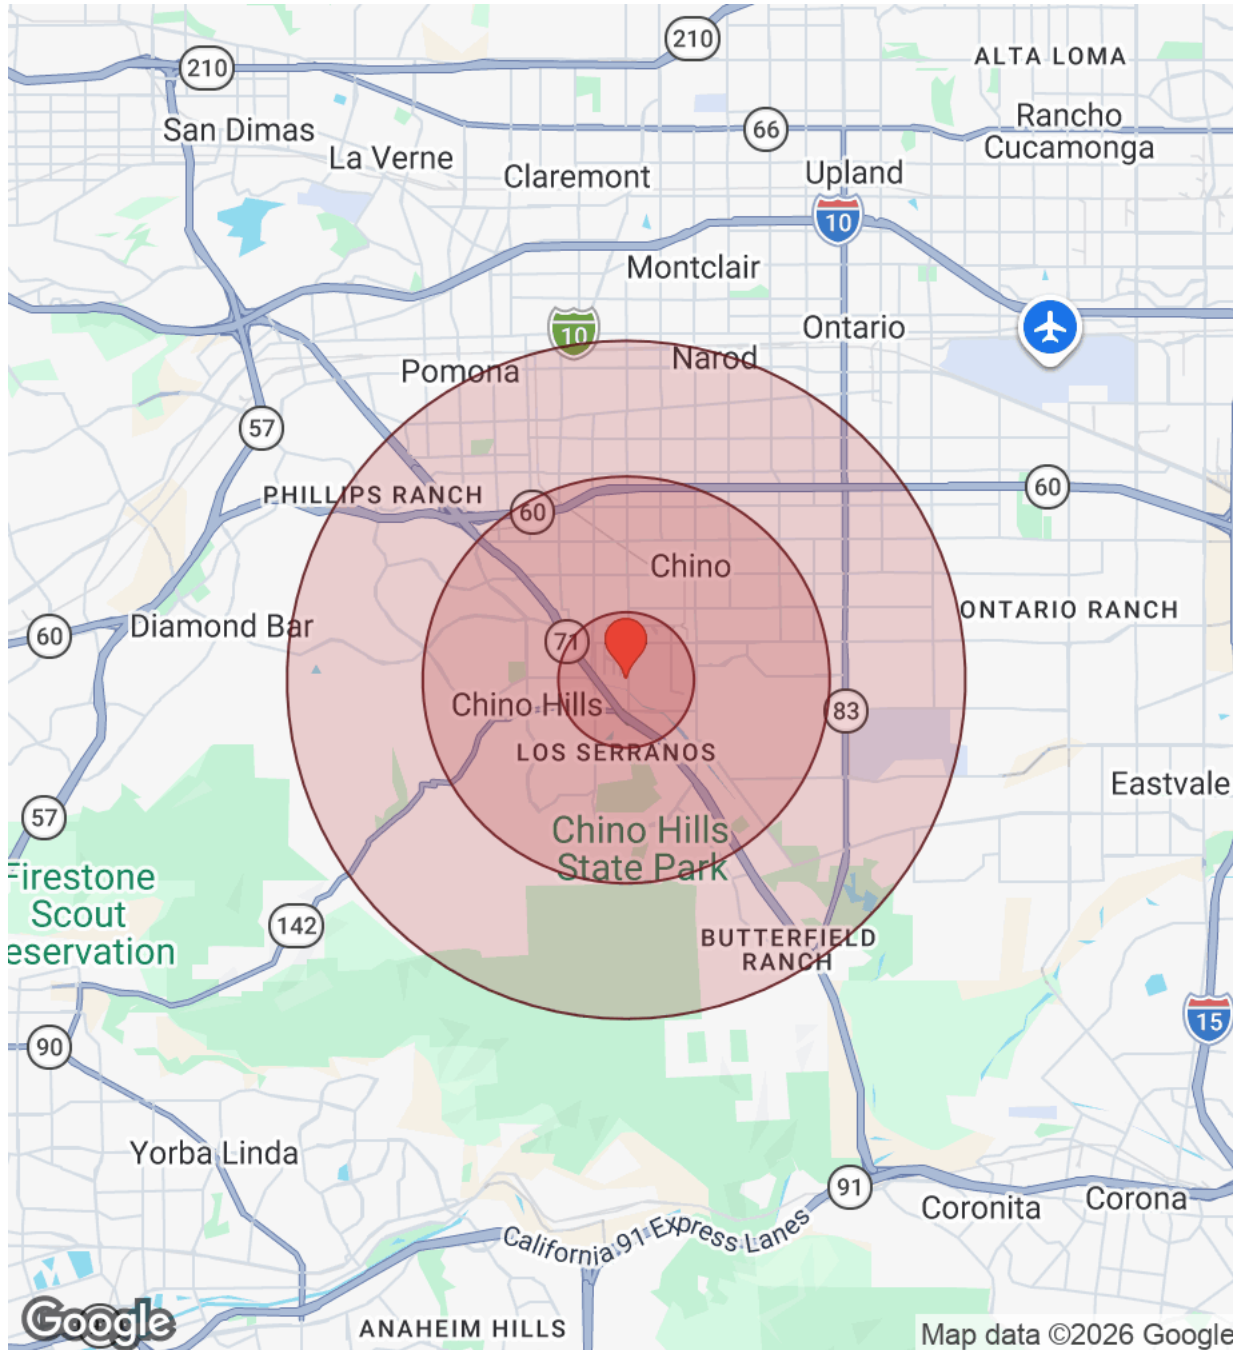 210
210
ALTA LOMA
San Dimas
66
Rancho
Cucamonga
La Verne
Claremont
Upland
10
Montclair
Ontario
10
Narod
Pomona
57
PHILLIPS RANCH
60
60
Chino
ONTARIO RANCH
Diamond Bar
60
71
Chino Hills
83
LOS SERRANOS
Eastvale
57
Chino Hills
State Park
Firestone
Scout
eservation
142
BUTTERFIELD
RANCH
15
90
Yorba Linda
91
Coronita
Corona
California 91 Express Lanes
Google
ANAHEIM HILLS
Map data ©2026 Google